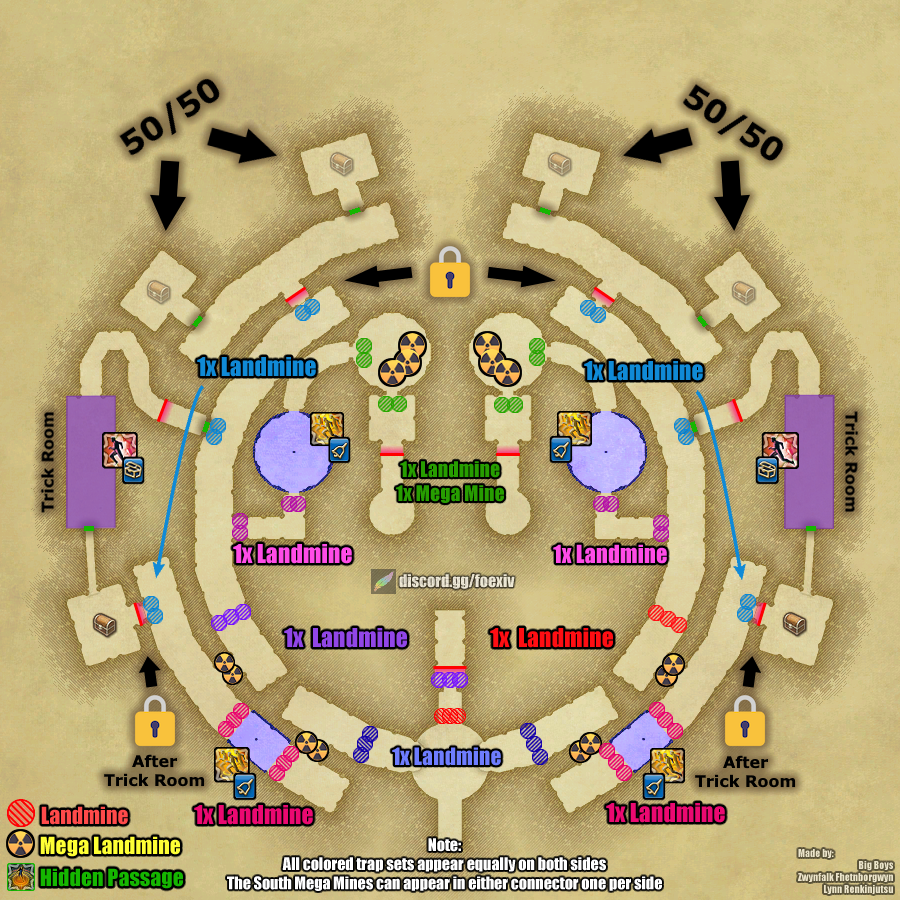 50/50
50/50
1x Landmine
1x Landmine
Trick Room
Trick Room
1x Landmine
1x Mega Mine
1x Landmine
1x Landmine
discord.gg/foexiv
1x Landmine
1x Landmine
1x Landmine
After
Trick Room
After
Trick Room
1x Landmine
1x Landmine
Landmine
Mega Landmine
Hidden Passage
Note:
All colored trap sets appear equally on both sides
The South Mega Mines can appear in either connector one per side
Made by:
Big Boys
Zwynfalk Fhetnborgwyn
Lynn Renkinjutsu